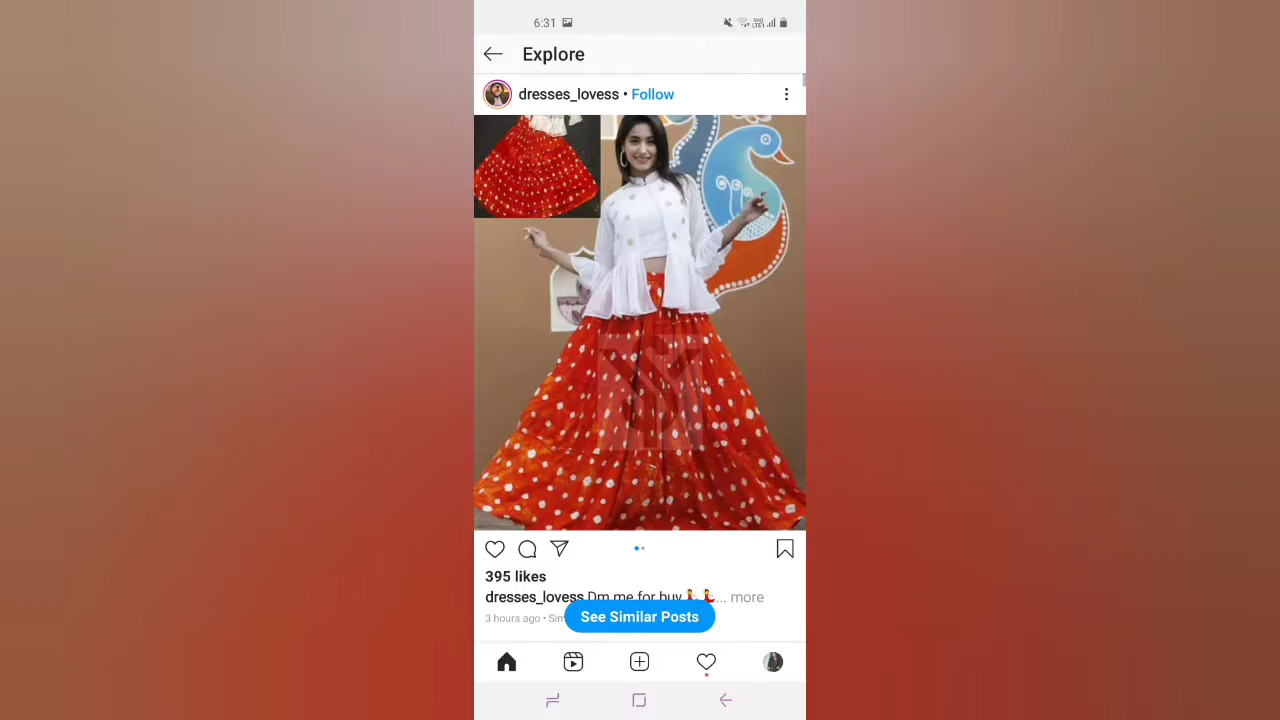 6:31
Explore
dresses_lovess • Follow
395 likes
dresses_lovess Dm me for buy 💃💃... more
See Similar Posts
3 hours ago •